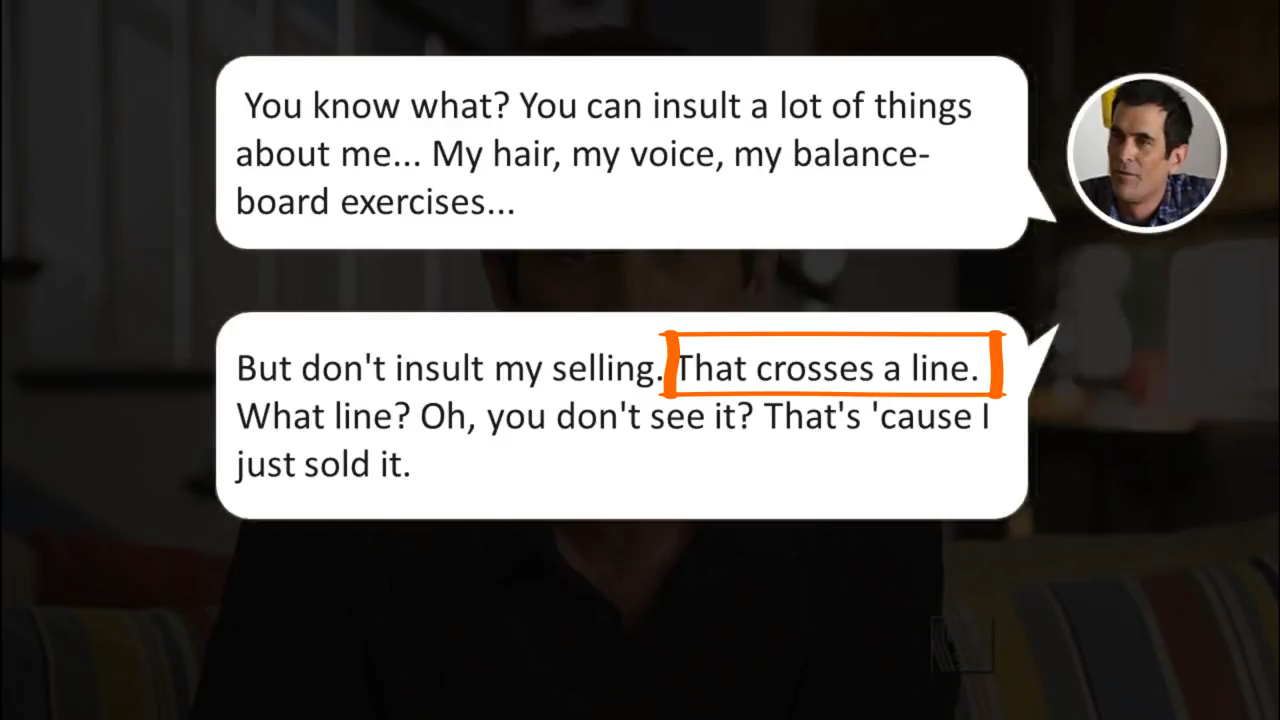 You know what? You can insult a lot of things
about me... My hair, my voice, my balance-
board exercises...
But don't insult my selling. That crosses a line.
What line? Oh, you don't see it? That's 'cause I
just sold it.